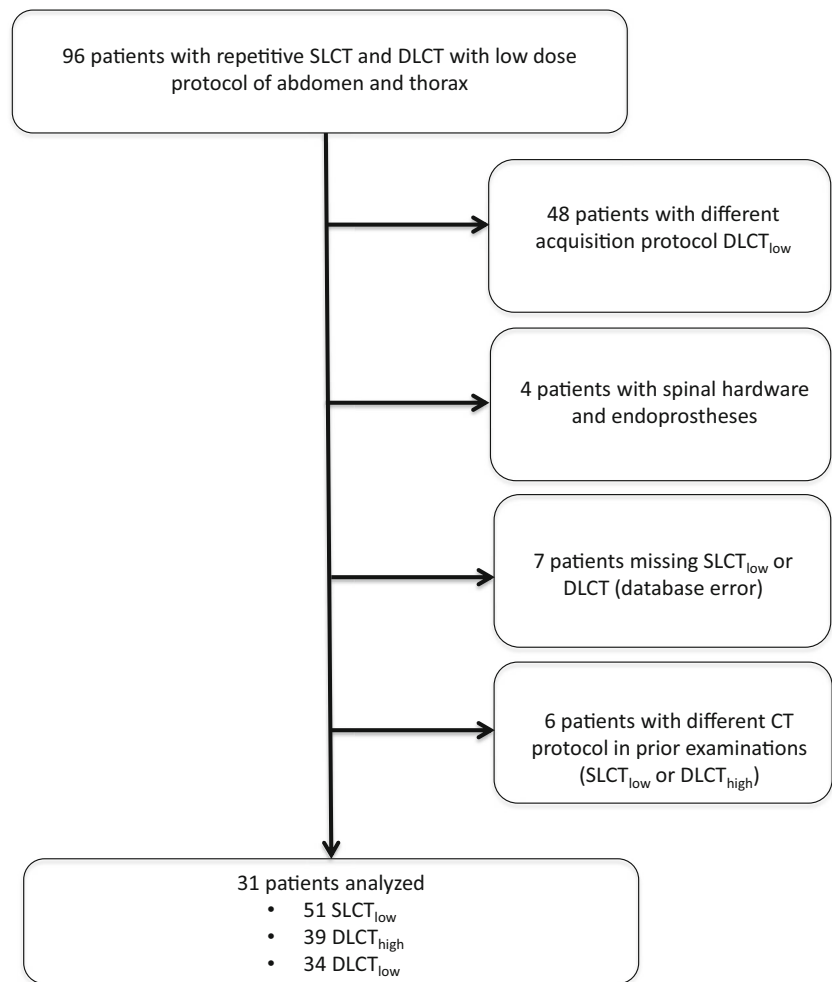 96 patients with repetitive SLCT and DLCT with low dose
protocol of abdomen and thorax
48 patients with different
acquisition protocol DLCTlow
4 patients with spinal hardware
and endoprostheses
7 patients missing SLCTlow or
DLCT (database error)
6 patients with different CT
protocol in prior examinations
(SLCTlow or DLCThigh)
31 patients analyzed
• 51 SLCTlow
• 39 DLCThigh
• 34 DLCTlow